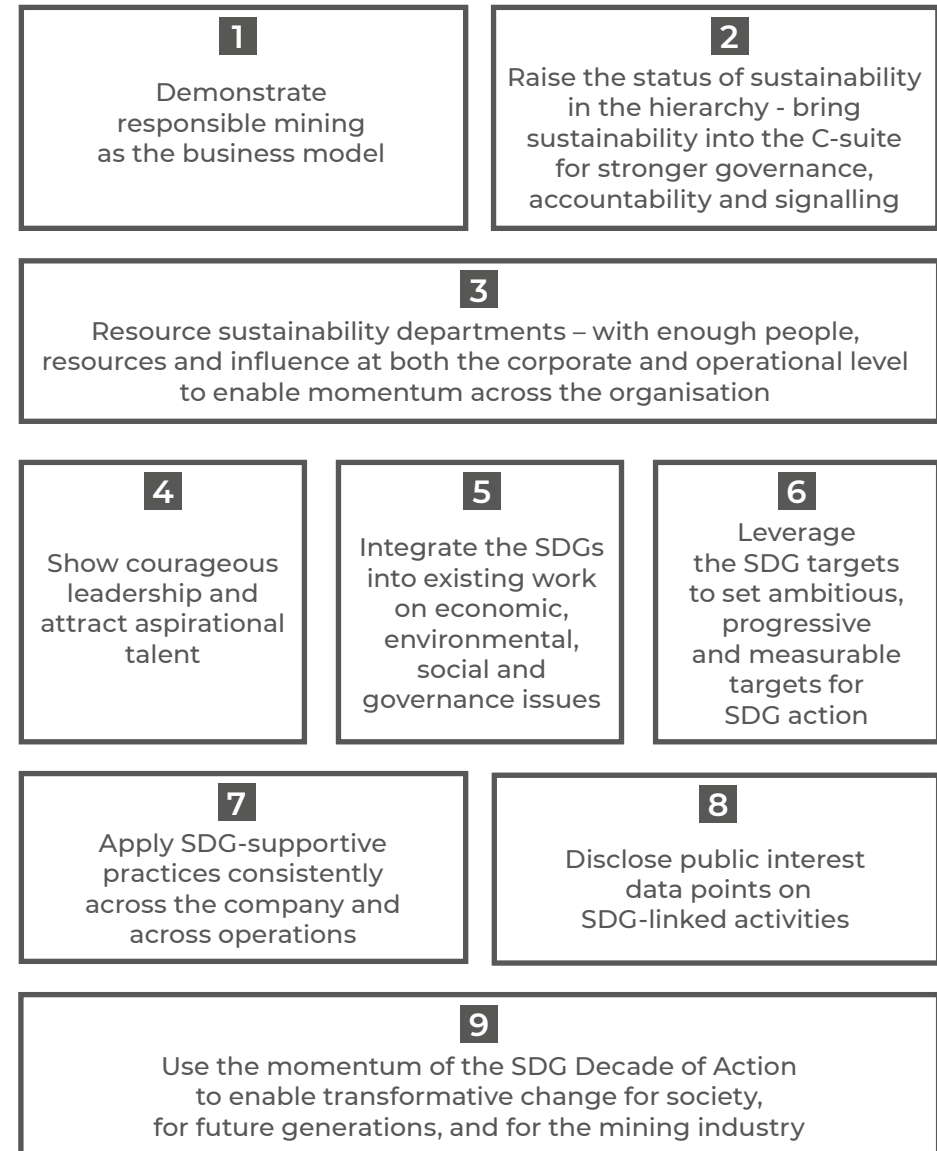 1
Demonstrate
responsible mining
as the business model
2
Raise the status of sustainability
in the hierarchy - bring
sustainability into the C-suite
for stronger governance,
accountability and signalling
3
Resource sustainability departments – with enough people,
resources and influence at both the corporate and operational level
to enable momentum across the organisation
4
Show courageous
leadership and
attract aspirational
talent
5
Integrate the SDGs
into existing work
on economic,
environmental,
social and
governance issues
6
Leverage
the SDG targets
to set ambitious,
progressive
and measurable
targets for
SDG action
7
Apply SDG-supportive
practices consistently
across the company and
across operations
8
Disclose public interest
data points on
SDG-linked activities
9
Use the momentum of the SDG Decade of Action
to enable transformative change for society,
for future generations, and for the mining industry